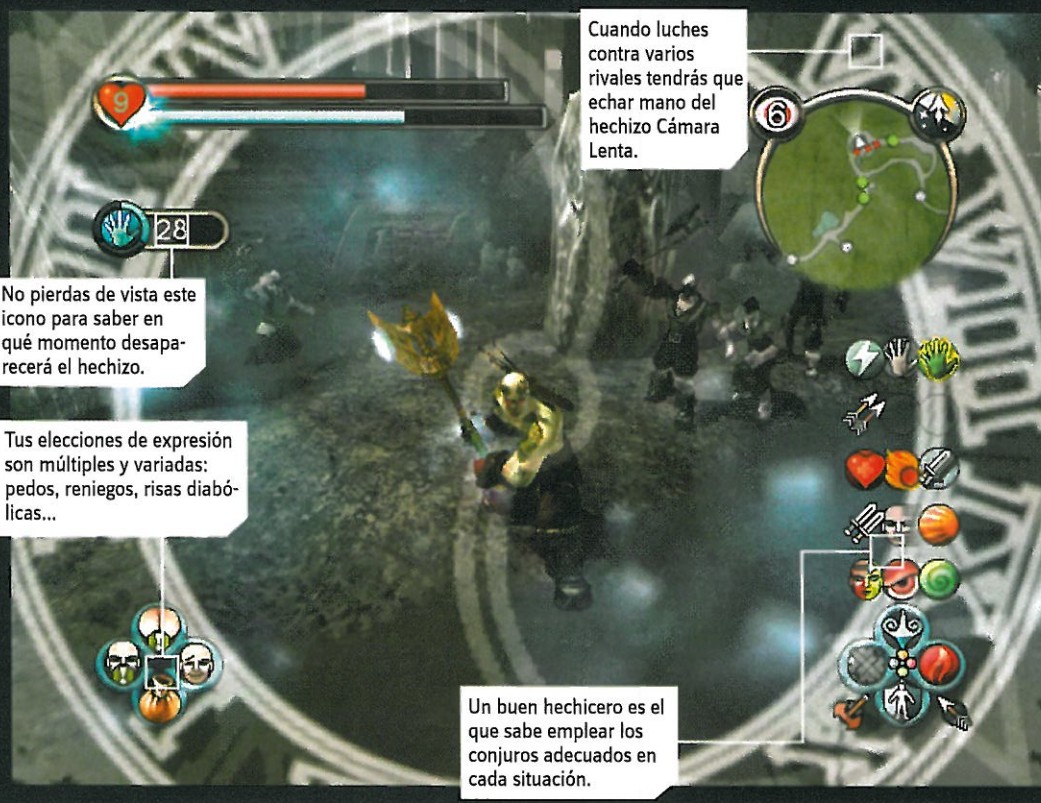 Cuando luches
contra varios
rivales tendrás que
echar mano del
hechizo Cámara
Lenta.
9
6
28
No pierdas de vista este
icono para saber en
qué momento desapa-
recerá el hechizo.
Tus elecciones de expresión
son múltiples y variadas:
pedos, reniegos, risas diabó-
licas...
Un buen hechicero es el
que sabe emplear los
conjuros adecuados en
cada situación.